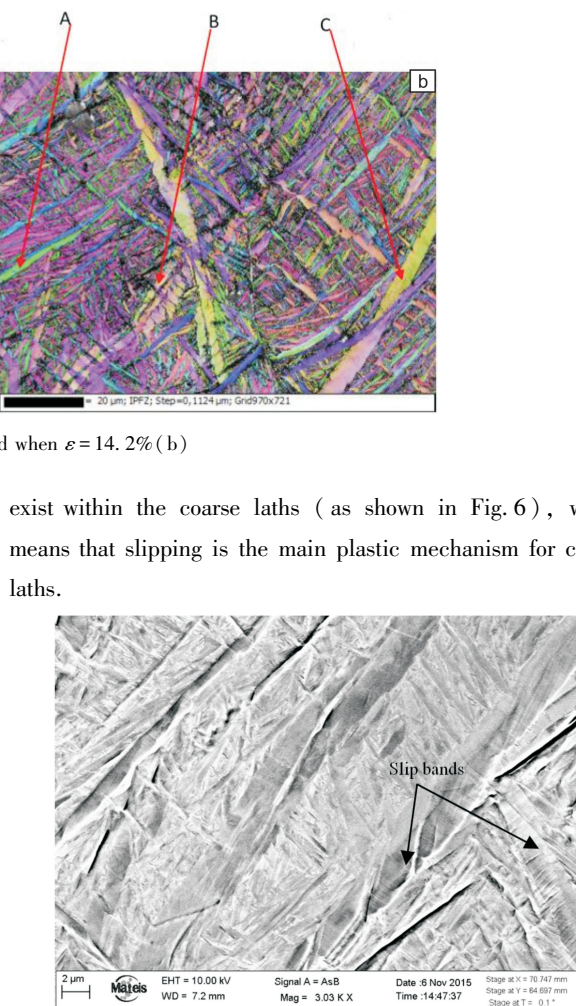 A B C
b
= 20 µm; IPFZ; Step=0,1124 µm; Grid970x721
d when ε = 14. 2% ( b )
exist within the coarse laths ( as shown in Fig. 6 ), w
means that slipping is the main plastic mechanism for c
laths.
Slip bands
2 µm
Mateis
EHT = 10.00 kV Signal A = AsB Date :6 Nov 2015 Stage at X = 70.747 mm
Stage at Y = 64.697 mm
WD = 7.2 mm Mag = 3.03 K X Time :14:47:37
Stage at T = 0.1 °